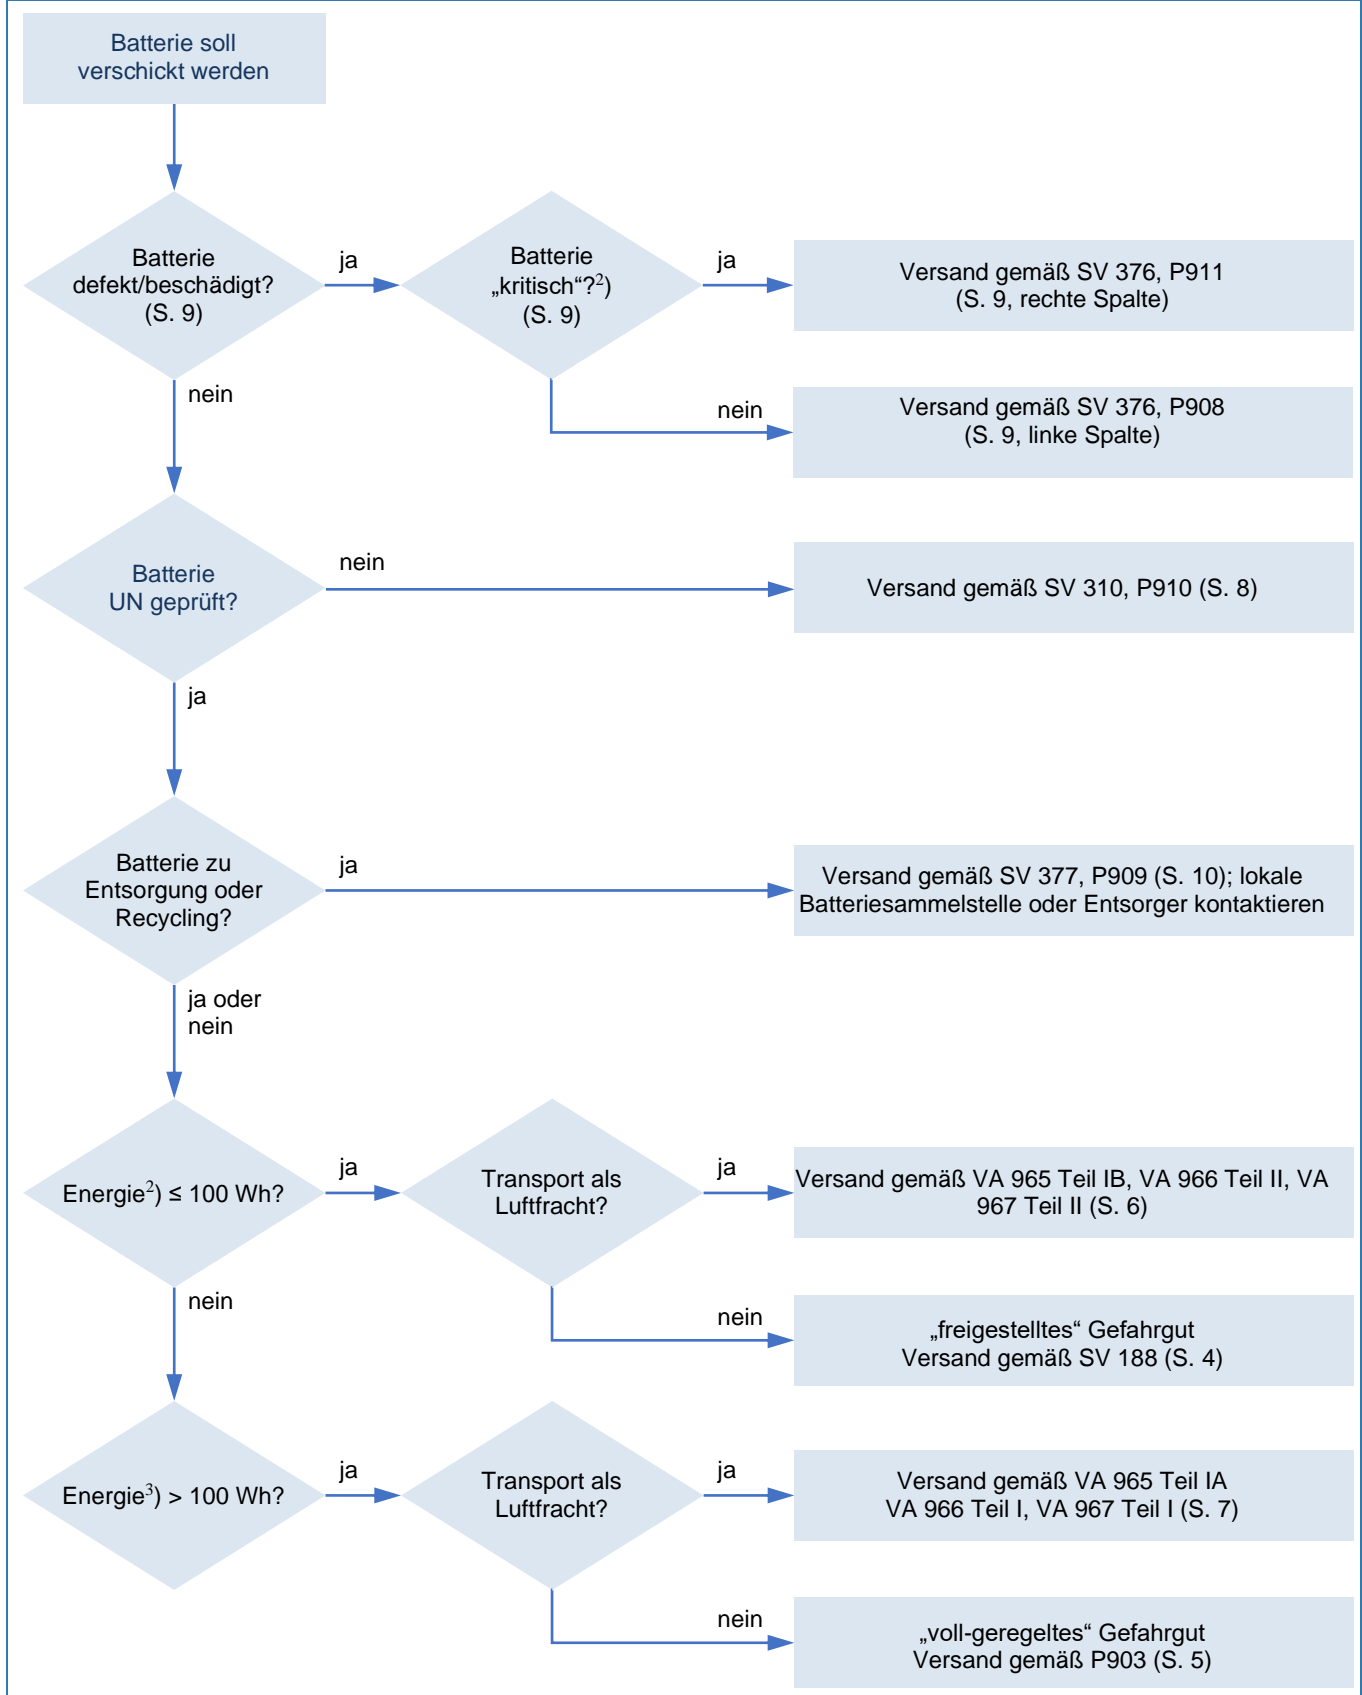 Batterie soll
verschickt werden
Batterie
defekt/beschädigt?
(S. 9)
ja
Batterie
„kritisch“?²)
(S. 9)
ja
Versand gemäß SV 376, P911
(S. 9, rechte Spalte)
nein
nein
Versand gemäß SV 376, P908
(S. 9, linke Spalte)
Batterie
UN geprüft?
nein
Versand gemäß SV 310, P910 (S. 8)
ja
Batterie zu
Entsorgung oder
Recycling?
ja
Versand gemäß SV 377, P909 (S. 10); lokale
Batteriesammelstelle oder Entsorger kontaktieren
ja oder
nein
Energie²) ≤ 100 Wh?
ja
Transport als
Luftfracht?
ja
Versand gemäß VA 965 Teil IB, VA 966 Teil II, VA
967 Teil II (S. 6)
nein
nein
„freigestelltes“ Gefahrgut
Versand gemäß SV 188 (S. 4)
Energie³) > 100 Wh?
ja
Transport als
Luftfracht?
ja
Versand gemäß VA 965 Teil IA
VA 966 Teil I, VA 967 Teil I (S. 7)
nein
„voll-geregeltes“ Gefahrgut
Versand gemäß P903 (S. 5)